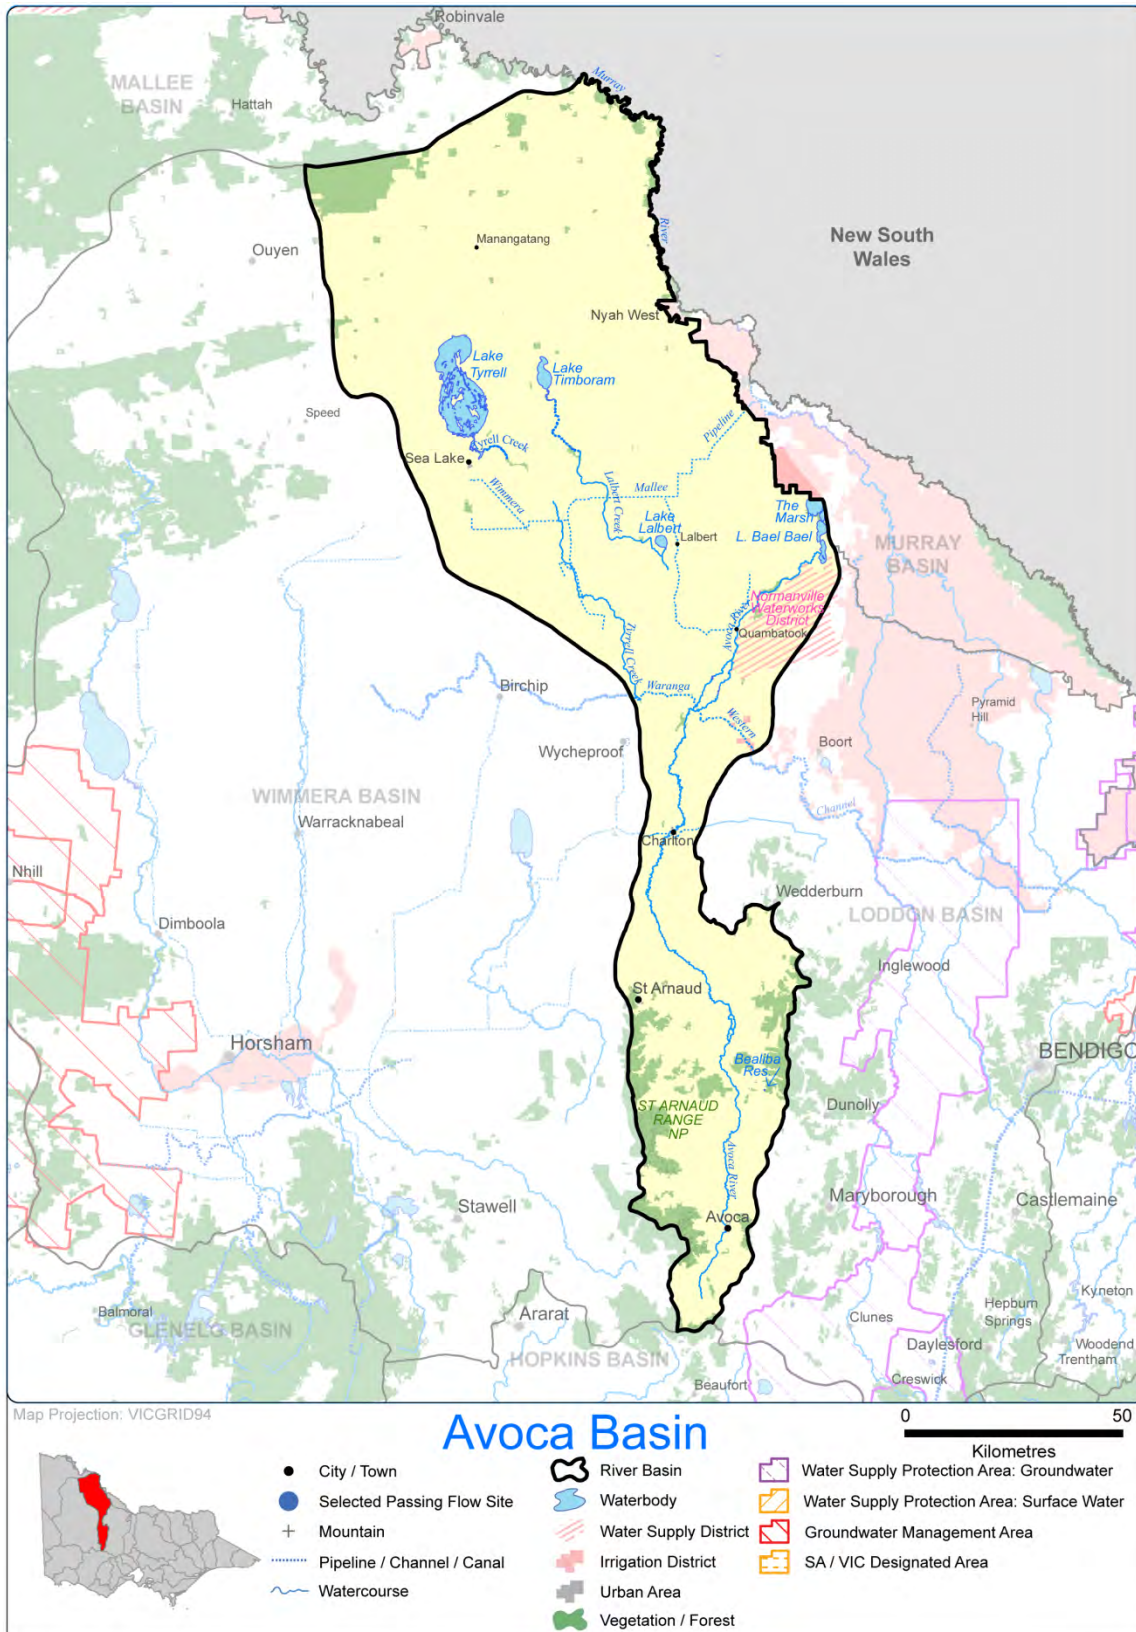 Robinvale
MALLEE
BASIN
Hattah
Murray
River
New South
Wales
Ouyen
Manangatang
Nyah West
Lake
Tyrrell
Lake
Timboram
Speed
Tyrell Creek
Sea Lake
Wimmera
Mallee
Pipeline
Lalbert Creek
Lake
Lalbert
Lalbert
The
Marsh
L. Bael Bael
MURRAY
BASIN
Normanville
Waterworks
District
Avoca River
Quambatook
Tyrrell Creek
Birchip
Waranga
Western
Channel
Pyramid
Hill
Boort
Wycheproof
WIMMERA BASIN
Warracknabeal
Charlton
Nhill
Wedderburn
Dimboola
LODDON BASIN
Inglewood
St Arnaud
Horsham
BENDIGO
Bealiba
Res.
Dunolly
ST ARNAUD
RANGE
NP
Avoca River
Stawell
Maryborough
Castlemaine
Avoca
Balmoral
GLENELG BASIN
Ararat
Clunes
Hepburn
Springs
Kyneton
HOPKINS BASIN
Daylesford
Woodend
Trentham
Beaufort
Creswick
Map Projection: VICGRID94
Avoca Basin
0 50
Kilometres
City / Town
Selected Passing Flow Site
Mountain
Pipeline / Channel / Canal
Watercourse
River Basin
Waterbody
Water Supply District
Irrigation District
Urban Area
Vegetation / Forest
Water Supply Protection Area: Groundwater
Water Supply Protection Area: Surface Water
Groundwater Management Area
SA / VIC Designated Area